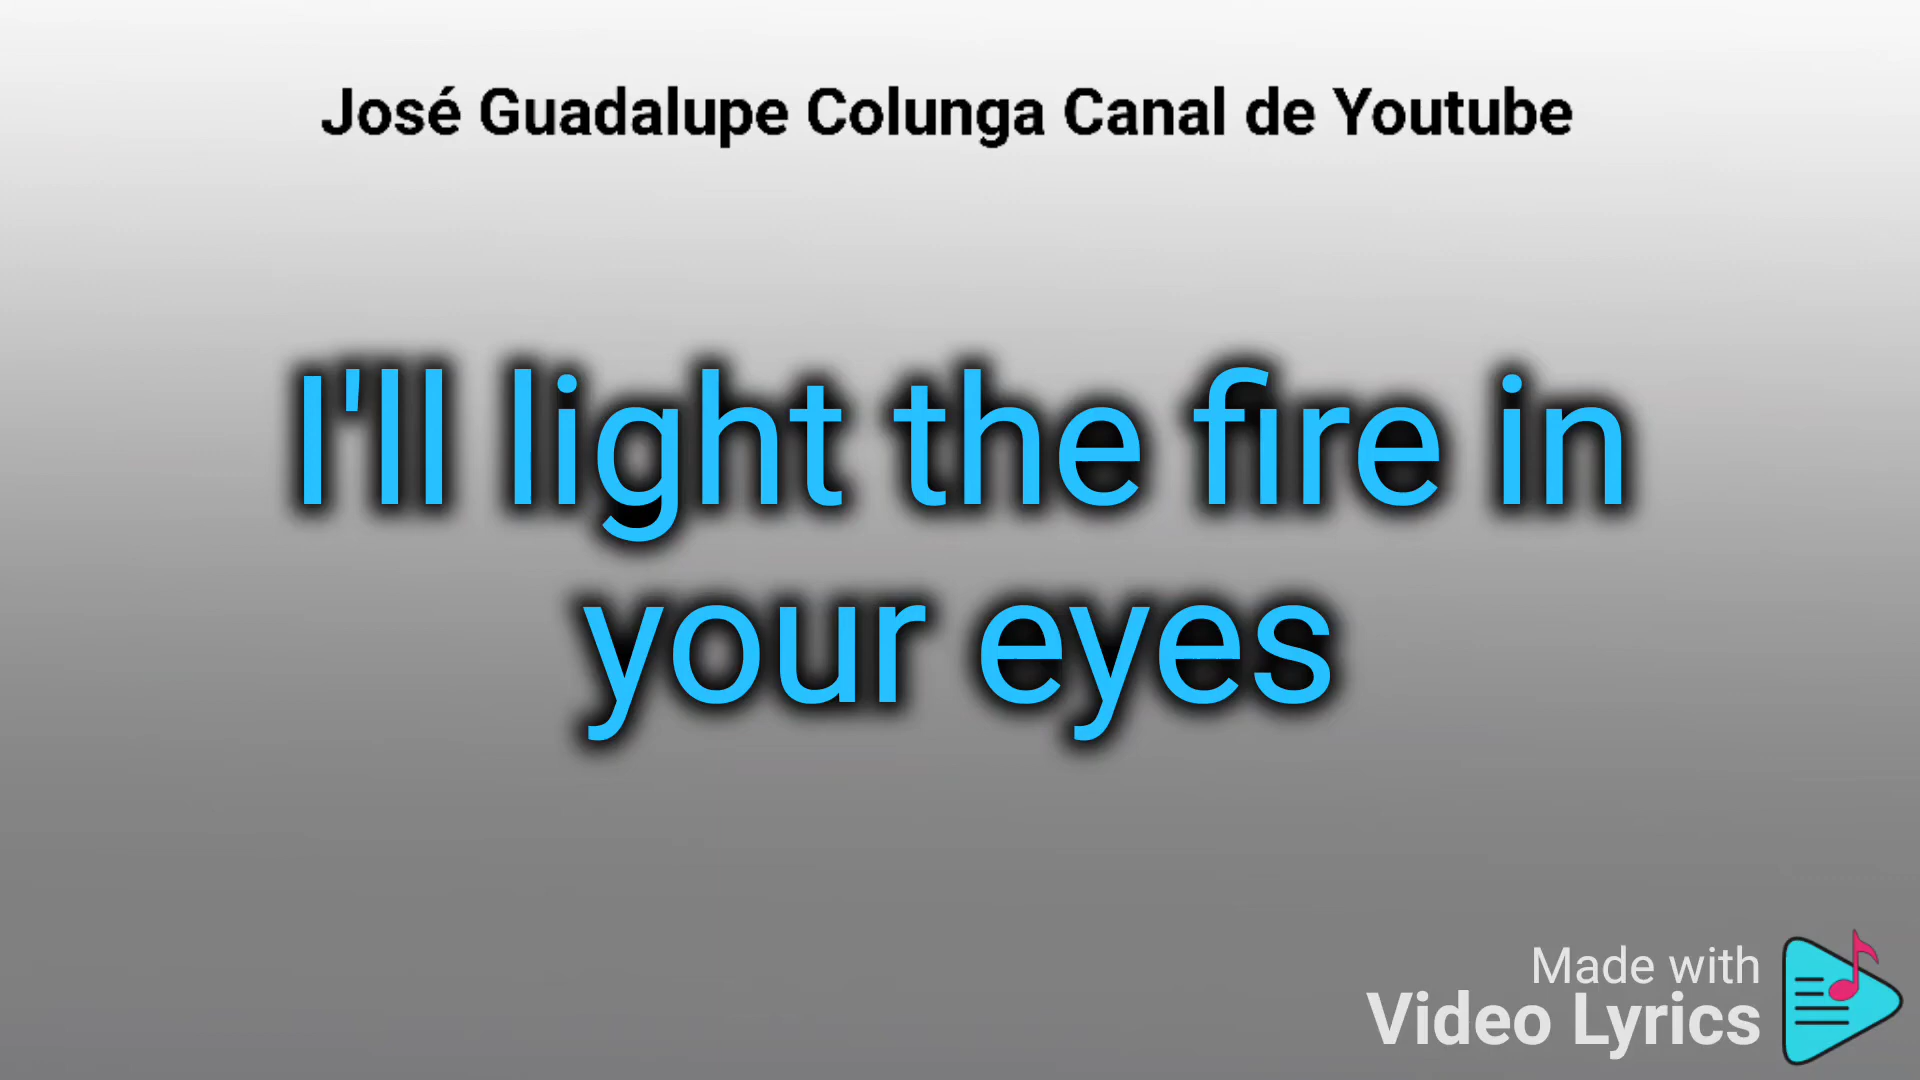 José Guadalupe Colunga Canal de Youtube
I'll light the fire in
your eyes
Made with
Video Lyrics